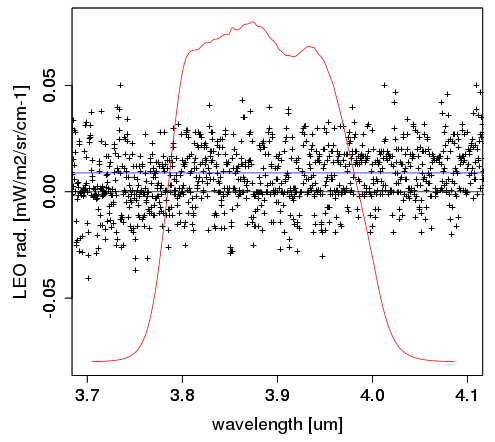 LEO rad. [mW/m2/sr/cm-1]
0.05
0.00
-0.05
3.7 3.8 3.9 4.0 4.1
wavelength [um]